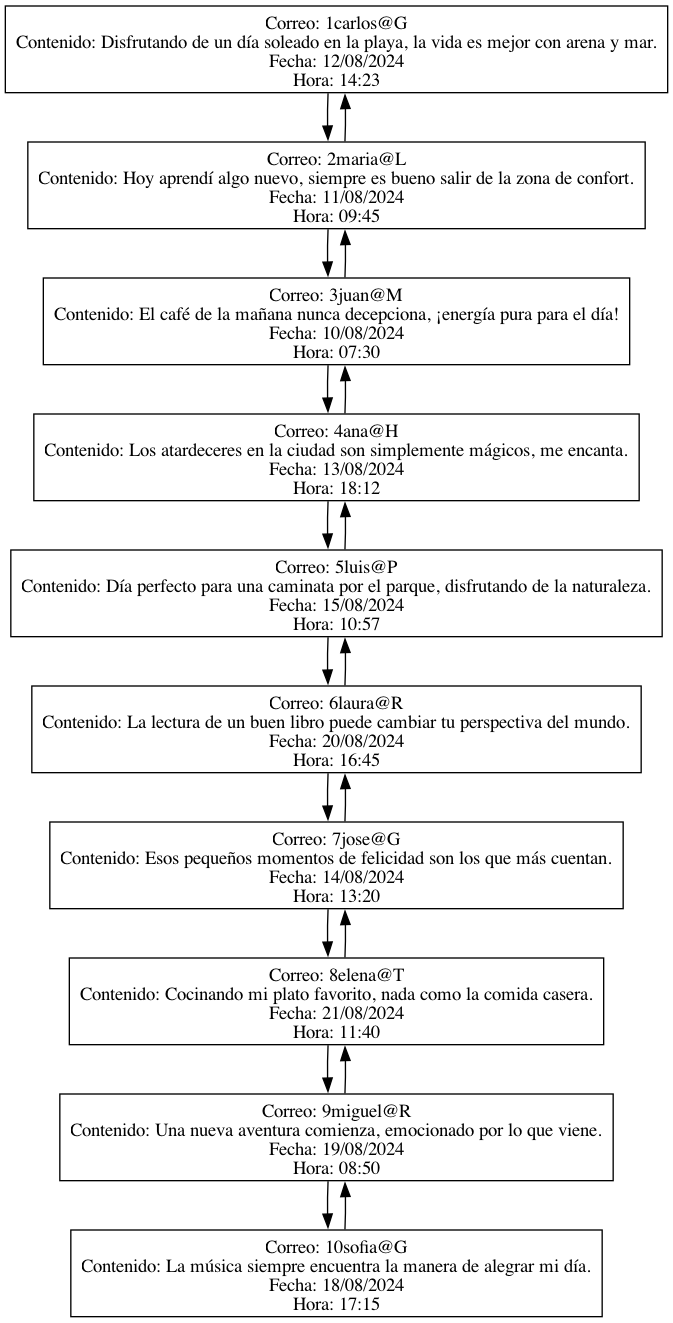 Correo: 1carlos@G
Contenido: Disfrutando de un día soleado en la playa, la vida es mejor con arena y mar.
Fecha: 12/08/2024
Hora: 14:23
Correo: 2maria@L
Contenido: Hoy aprendí algo nuevo, siempre es bueno salir de la zona de confort.
Fecha: 11/08/2024
Hora: 09:45
Correo: 3juan@M
Contenido: El café de la mañana nunca decepciona, ¡energía pura para el día!
Fecha: 10/08/2024
Hora: 07:30
Correo: 4ana@H
Contenido: Los atardeceres en la ciudad son simplemente mágicos, me encanta.
Fecha: 13/08/2024
Hora: 18:12
Correo: 5luis@P
Contenido: Día perfecto para una caminata por el parque, disfrutando de la naturaleza.
Fecha: 15/08/2024
Hora: 10:57
Correo: 6laura@R
Contenido: La lectura de un buen libro puede cambiar tu perspectiva del mundo.
Fecha: 20/08/2024
Hora: 16:45
Correo: 7jose@G
Contenido: Esos pequeños momentos de felicidad son los que más cuentan.
Fecha: 14/08/2024
Hora: 13:20
Correo: 8elena@T
Contenido: Cocinando mi plato favorito, nada como la comida casera.
Fecha: 21/08/2024
Hora: 11:40
Correo: 9miguel@R
Contenido: Una nueva aventura comienza, emocionado por lo que viene.
Fecha: 19/08/2024
Hora: 08:50
Correo: 10sofia@G
Contenido: La música siempre encuentra la manera de alegrar mi día.
Fecha: 18/08/2024
Hora: 17:15